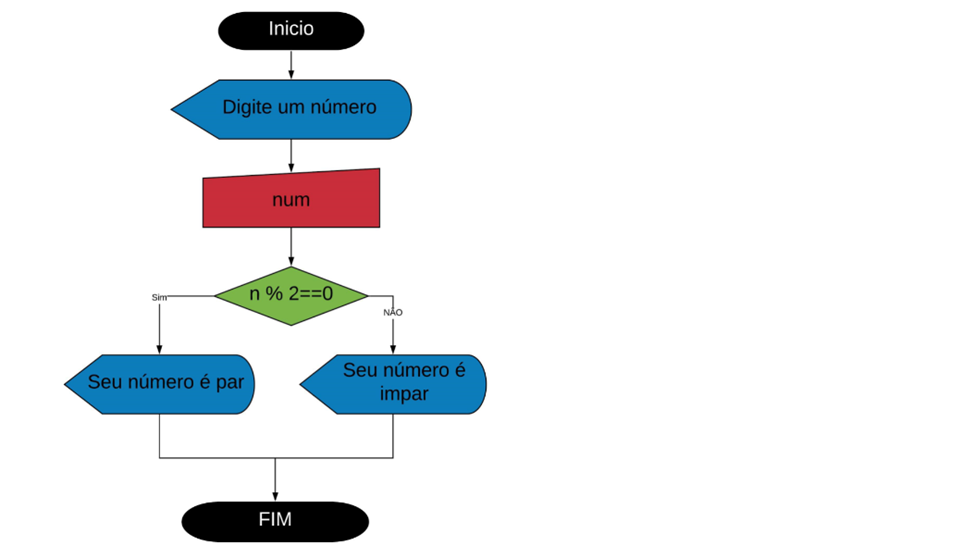 Inicio
Digite um número
num
n % 2==0
Sim
NÃO
Seu número é par
Seu número é
impar
FIM